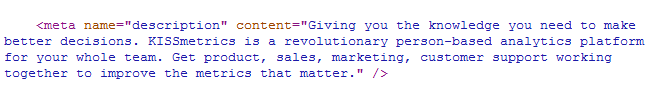 <meta name="description" content="Giving you the knowledge you need to make
better decisions. KISSmetrics is a revolutionary person-based analytics platform
for your whole team. Get product, sales, marketing, customer support working
together to improve the metrics that matter." />